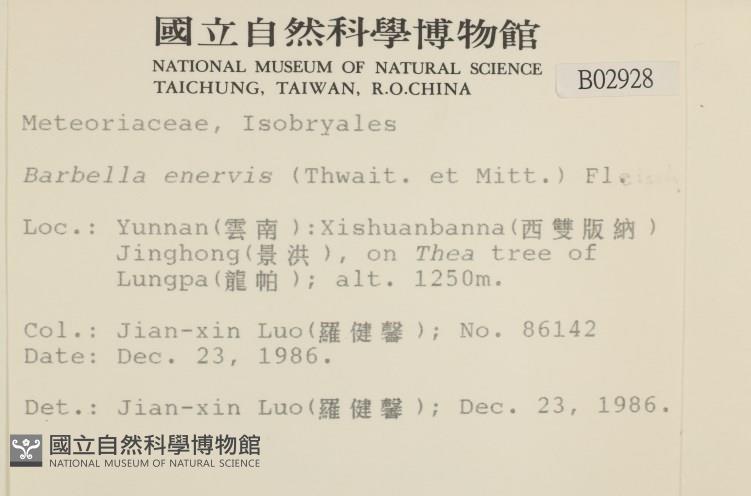 國立自然科學博物館
NATIONAL MUSEUM OF NATURAL SCIENCE
TAICHUNG, TAIWAN, R.O.CHINA
B02928
Meteoriaceae, Isobryales
Barbella enervis (Thwait. et Mitt.) Fl.
Loc.: Yunnan(雲南):Xishuanbanna(西雙版納)
Jinghong(景洪), on Thea tree of
Lungpa(龍帕); alt. 1250m.
Col.: Jian-xin Luo(羅健馨); No. 86142
Date: Dec. 23, 1986.
Det.: Jian-xin Luo(羅健馨); Dec. 23, 1986.
國立自然科學博物館
NATIONAL MUSEUM OF NATURAL SCIENCE